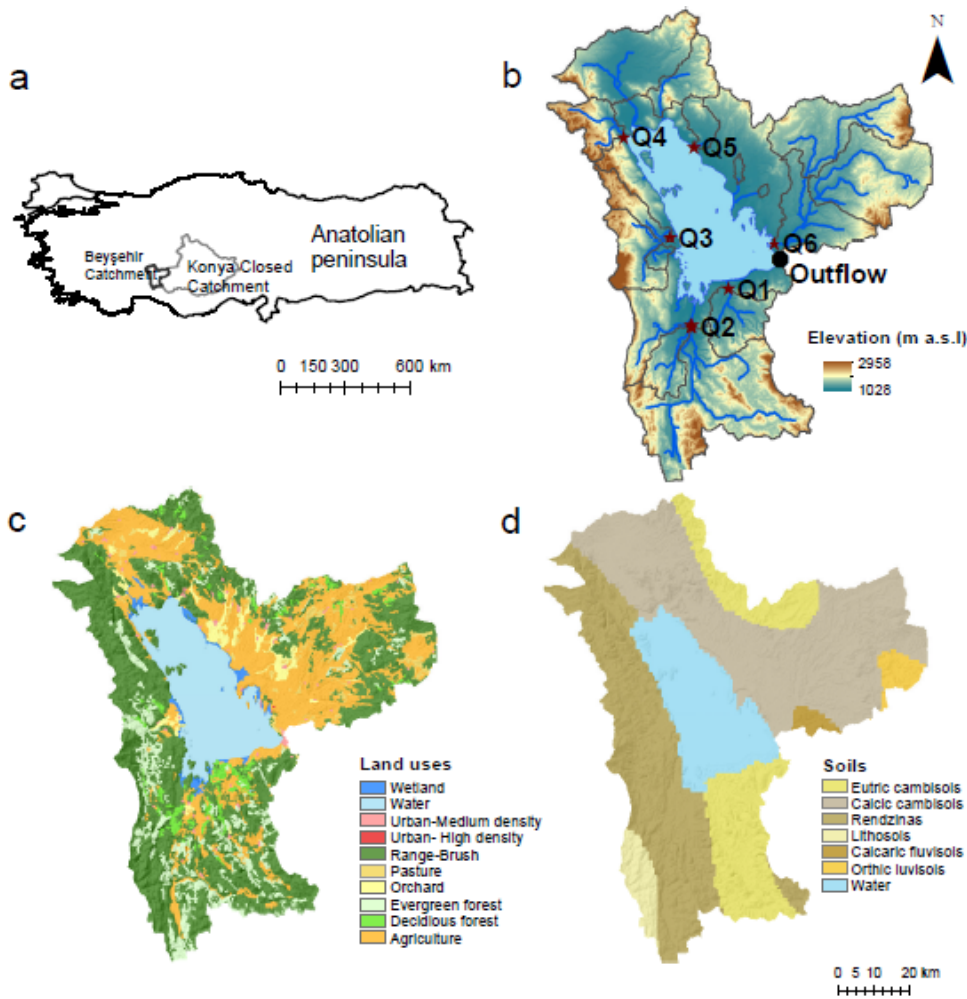 a
Beyşehir
Catchment
Konya Closed
Catchment
Anatolian
peninsula
0 150 300 600 km
b
N
Q4
Q5
Q3
Q6
Outflow
Q1
Q2
Elevation (m a.s.l)
2958
1028
c
Land uses
Wetland
Water
Urban-Medium density
Urban- High density
Range-Brush
Pasture
Orchard
Evergreen forest
Decidious forest
Agriculture
d
Soils
Eutric cambisols
Calcic cambisols
Rendzinas
Lithosols
Calcaric fluvisols
Orthic luvisols
Water
0 5 10 20 km